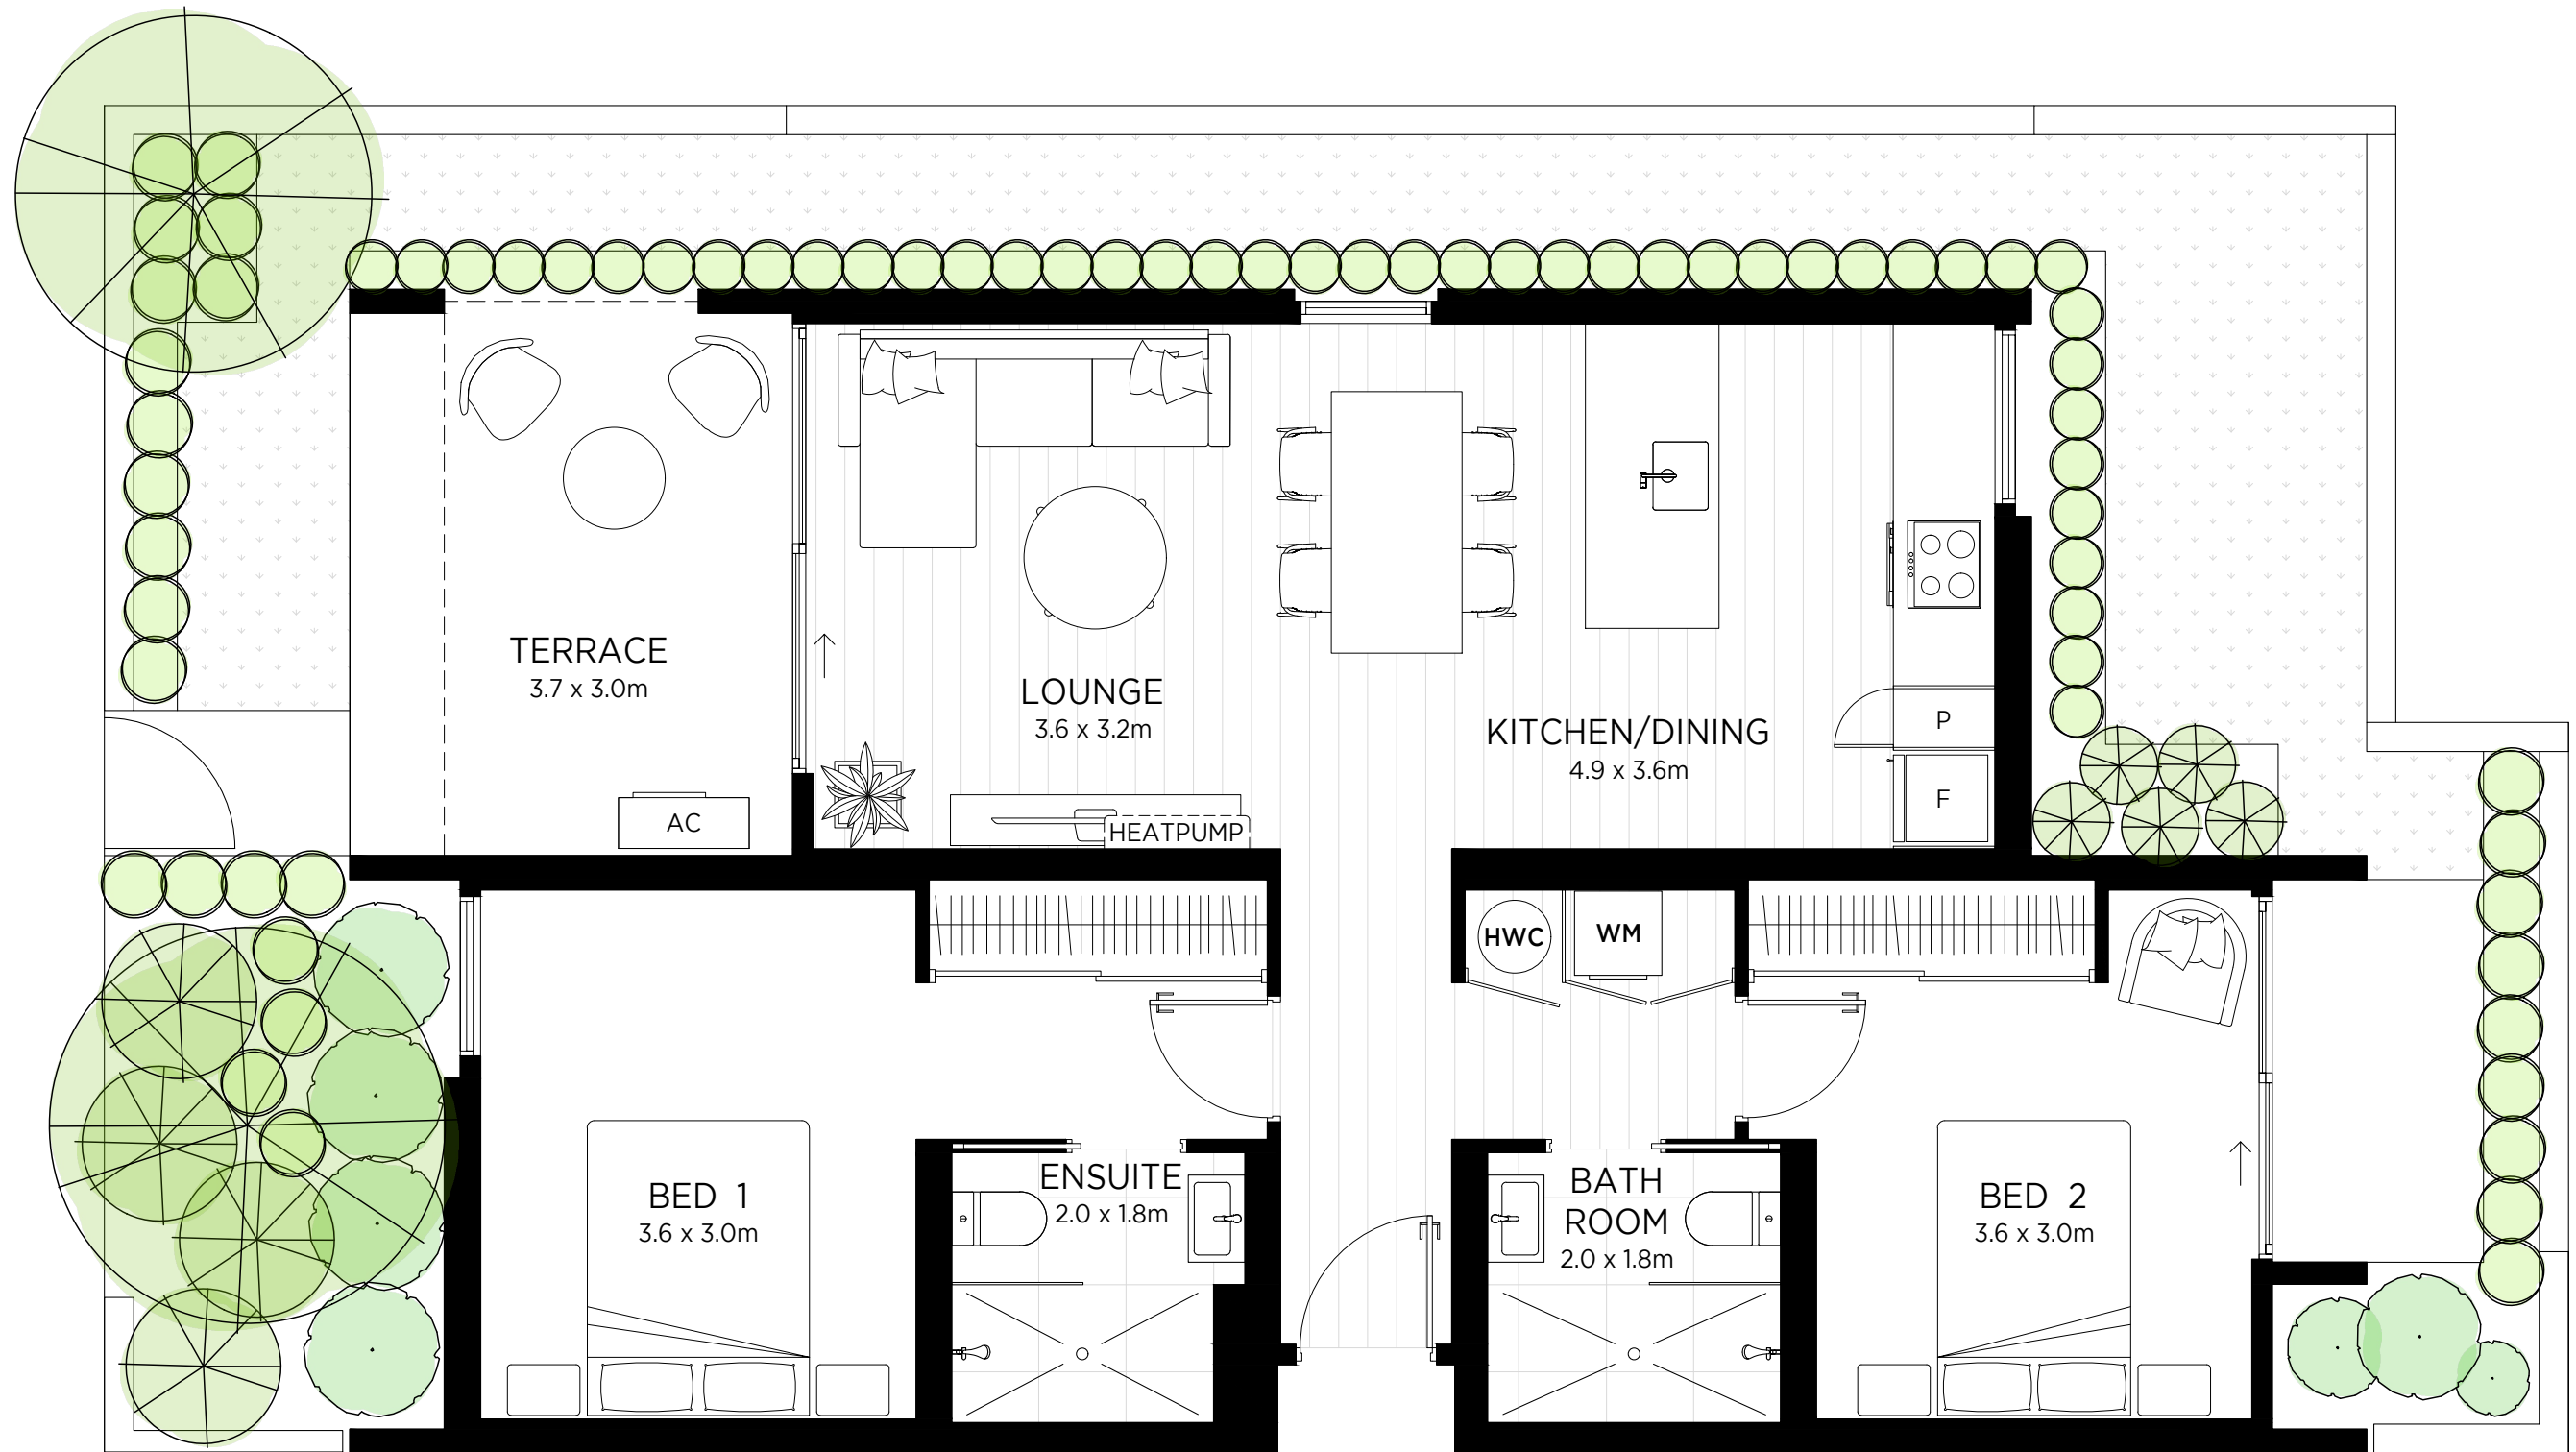 TERRACE
3.7 x 3.0m
AC
LOUNGE
3.6 x 3.2m
HEATPUMP
KITCHEN/DINING
4.9 x 3.6m
P
F
HWC
WM
BED 1
3.6 x 3.0m
ENSUITE
2.0 x 1.8m
BATH
ROOM
2.0 x 1.8m
BED 2
3.6 x 3.0m